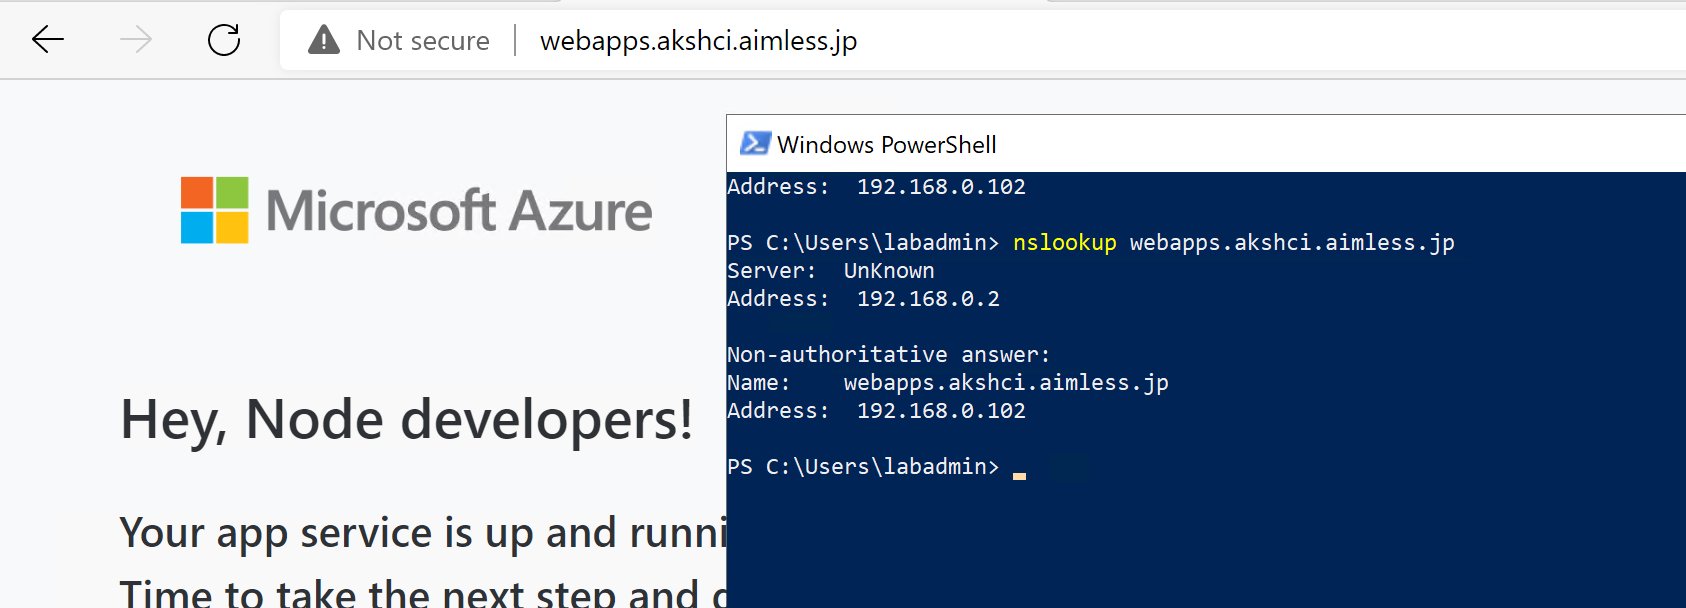 Not secure | webapps.akshci.aimless.jp
Microsoft Azure
Hey, Node developers!
Your app service is up and runni
Time to take the next step and
Windows PowerShell
Address:  192.168.0.102
PS C:\Users\labadmin> nslookup webapps.akshci.aimless.jp
Server:  UnKnown
Address:  192.168.0.2
Non-authoritative answer:
Name:    webapps.akshci.aimless.jp
Address:  192.168.0.102
PS C:\Users\labadmin>